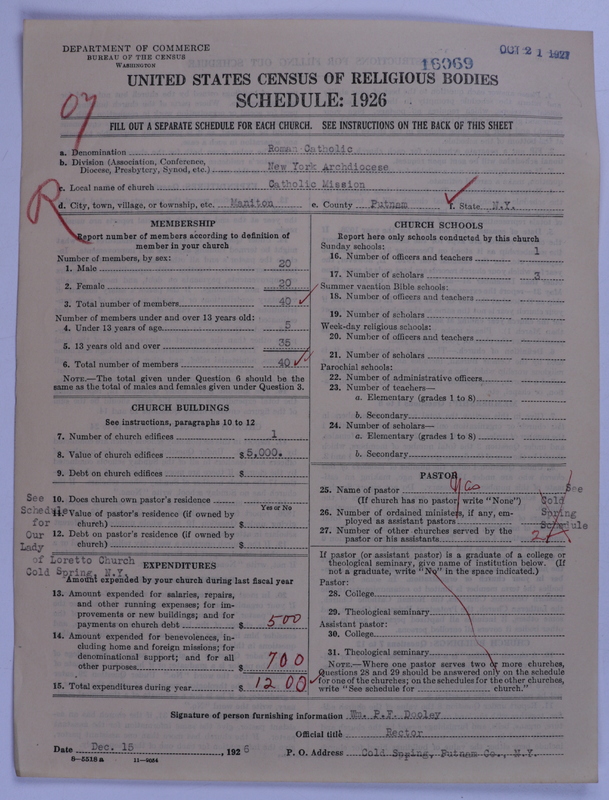 DEPARTMENT OF COMMERCE
BUREAU OF THE CENSUS
WASHINGTON
16069
OCT 21 1927
UNITED STATES CENSUS OF RELIGIOUS BODIES
SCHEDULE: 1926
FILL OUT A SEPARATE SCHEDULE FOR EACH CHURCH. SEE INSTRUCTIONS ON THE BACK OF THIS SHEET
a. Denomination Roman Catholic
b. Division (Association, Conference, Diocese, Presbytery, Synod, etc.) New York Archdiocese
c. Local name of church Catholic Mission
R
d. City, town, village, or township, etc. Maniton e. County Putnam f. State N.Y.
MEMBERSHIP
Report number of members according to definition of
member in your church
Number of members, by sex:
1. Male 20
2. Female 20
3. Total number of members 40
Number of members under and over 13 years old:
4. Under 13 years of age 5
5. 13 years old and over 35
6. Total number of members 40
NOTE.—The total given under Question 6 should be the
same as the total of males and females given under Question 3.
CHURCH BUILDINGS
See instructions, paragraphs 10 to 12
7. Number of church edifices 1
8. Value of church edifices $5,000.
9. Debt on church edifices $
10. Does church own pastor's residence
Yes or No
11. Value of pastor's residence (if owned by
church) $
12. Debt on pastor's residence (if owned by
church) $
See
Schedule
for
Our
Lady
of Loretto Church
Cold Spring, N.Y.
EXPENDITURES
Amount expended by your church during last fiscal year
13. Amount expended for salaries, repairs,
and other running expenses; for im-
provements or new buildings; and for
payments on church debt $ 500
14. Amount expended for benevolences, in-
cluding home and foreign missions; for
denominational support; and for all
other purposes $ 700
15. Total expenditures during year $ 1200
CHURCH SCHOOLS
Report here only schools conducted by this church
Sunday schools:
16. Number of officers and teachers 1
17. Number of scholars 3
Summer vacation Bible schools:
18. Number of officers and teachers
19. Number of scholars
Week-day religious schools:
20. Number of officers and teachers
21. Number of scholars
Parochial schools:
22. Number of administrative officers
23. Number of teachers—
a. Elementary (grades 1 to 8)
b. Secondary
24. Number of scholars—
a. Elementary (grades 1 to 8)
b. Secondary
PASTOR
25. Name of pastor
(If church has no pastor, write "None")
26. Number of ordained ministers, if any, em-
ployed as assistant pastors
27. Number of other churches served by the
pastor or his assistants 2
See
Cold
Spring
Schedule
If pastor (or assistant pastor) is a graduate of a college or
theological seminary, give name of institution below. (If
not a graduate, write "No" in the space indicated.)
Pastor:
28. College
29. Theological seminary
Assistant pastor:
30. College
31. Theological seminary
NOTE.—Where one pastor serves two or more churches,
Questions 28 and 29 should be answered only on the schedule
for one of the churches; on the schedules for the other churches,
write "See schedule for church."
Signature of person furnishing information Wm. P.F. Dooley
Official title Rector
Date Dec. 15, 1926 P. O. Address Cold Spping, Putnam Co., N.Y.
8—5518a 11—9024